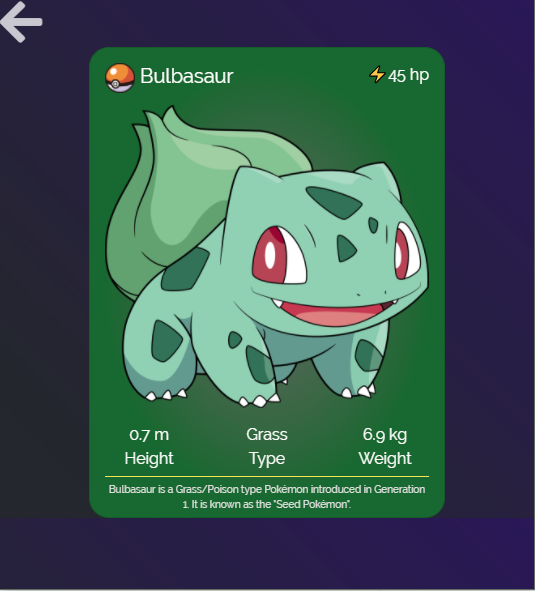 Bulbasaur
45 hp
0.7 m
Grass
6.9 kg
Height
Type
Weight
Bulbasaur is a Grass/Poison type Pokémon introduced in Generation
1. It is known as the "Seed Pokémon".